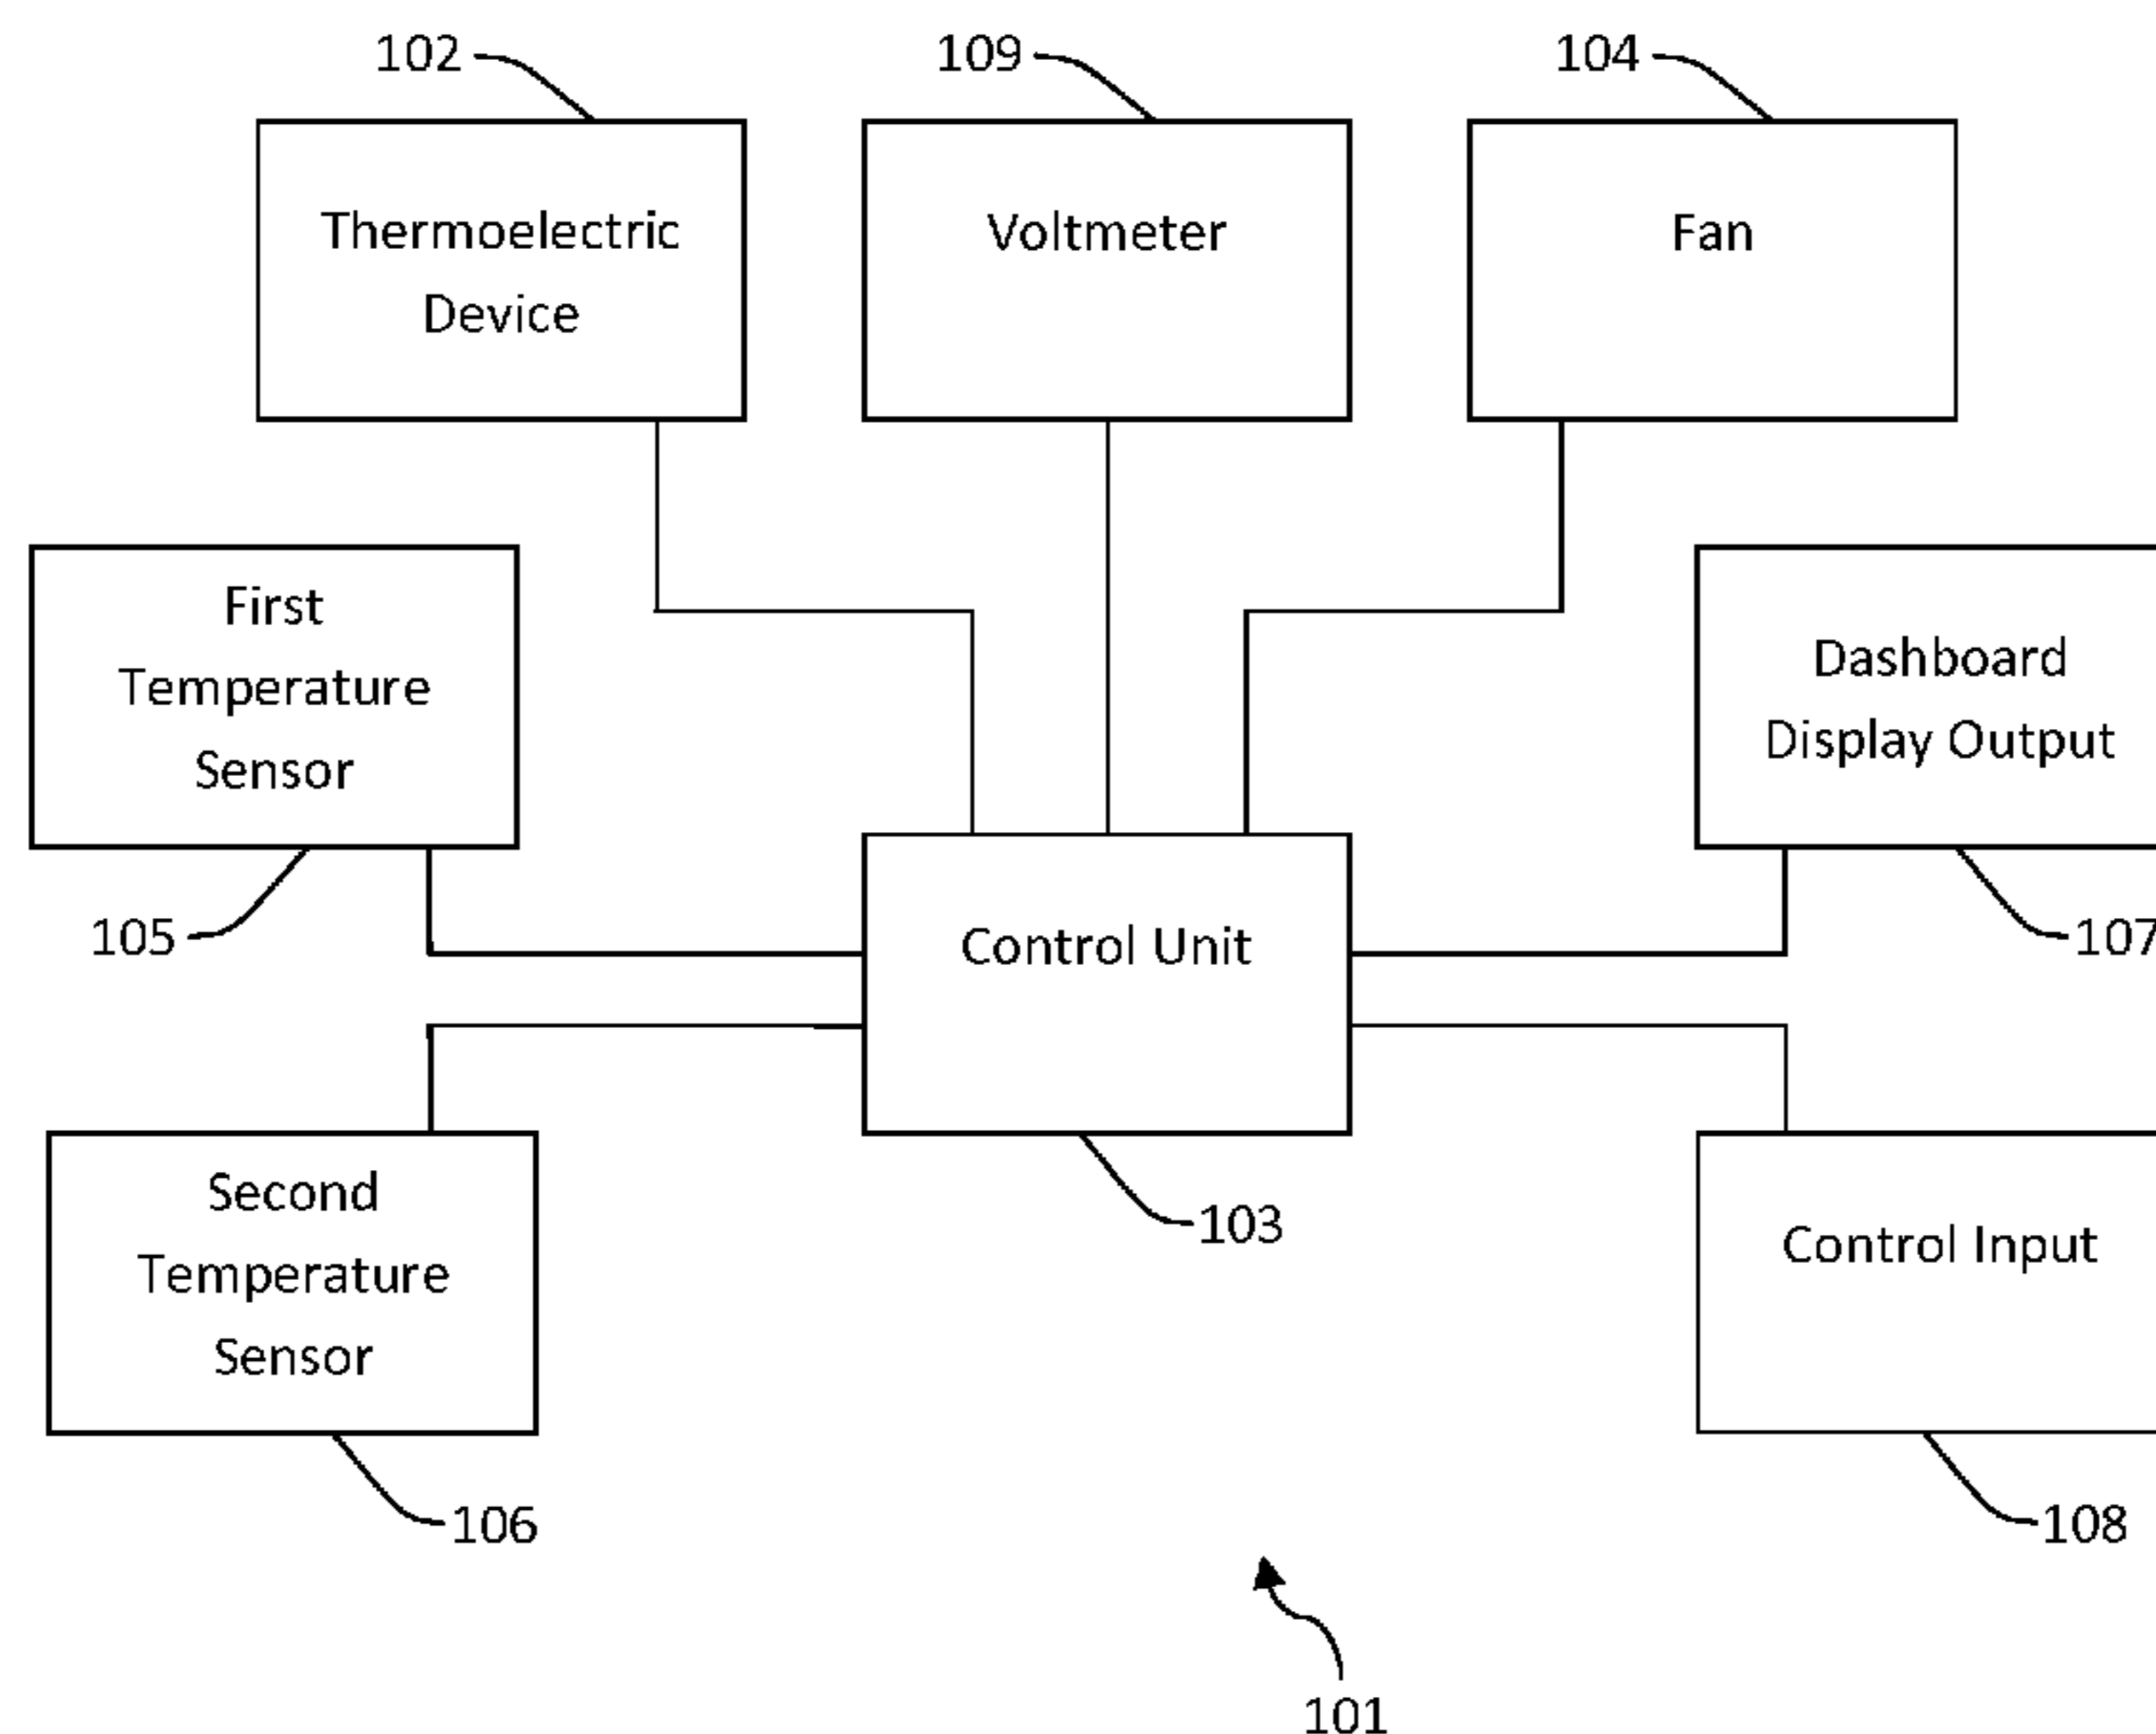 102
109
104
Thermoelectric
Device
Voltmeter
Fan
First
Temperature
Sensor
Dashboard
Display Output
105
Control Unit
107
Second
Temperature
Sensor
103
Control Input
106
108
101